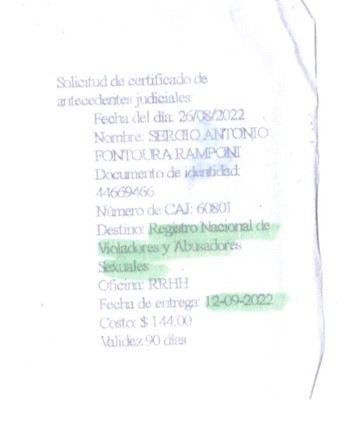 Solicitud de certificado de
antecedentes judiciales
Fecha del día: 26/08/2022
Nombre: SERGIO ANTONIO
FONTOURA RAMPONI
Documento de identidad:
44669466
Número de CAJ: 60801
Destino: Registro Nacional de
Violadores y Abusadores
Sexuales
Oficina: RRHH
Fecha de entrega: 12-09-2022
Costo: $ 144.00
Validez 90 días